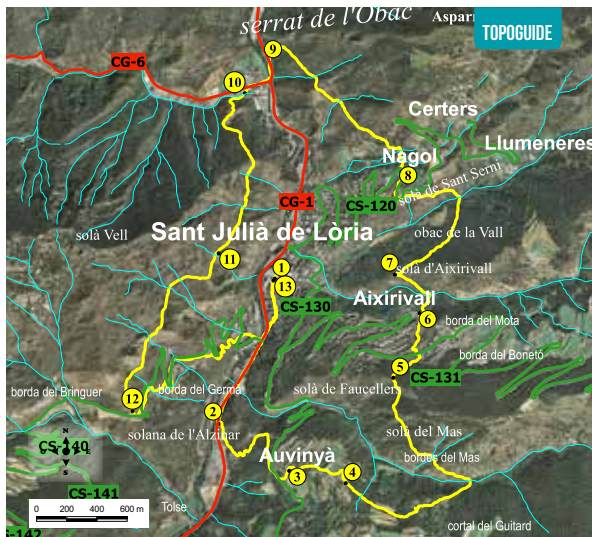 serrat de l'Obac
Aspar
TOPOGUIDE
9
CG-6
10
Certers
Llumeneres
Nagol
8
solà de Sant Serni
CS-120
CG-1
solà Vell
Sant Julià de Lòria
obac de la Vall
11
1
7
solà d'Aixirivall
13
CS-130
Aixirivall
6
borda del Mota
borda del Bonetó
5
CS-131
borda del Bringuer
borda del Germà
solà de Faucellers
12
2
solana de l'Alzinar
solà del Mas
N
CS-140
S
Auvinyà
bordes del Mas
3
4
CS-141
Tolse
0 200 400 600 m
cortal del Guitard
CS-142